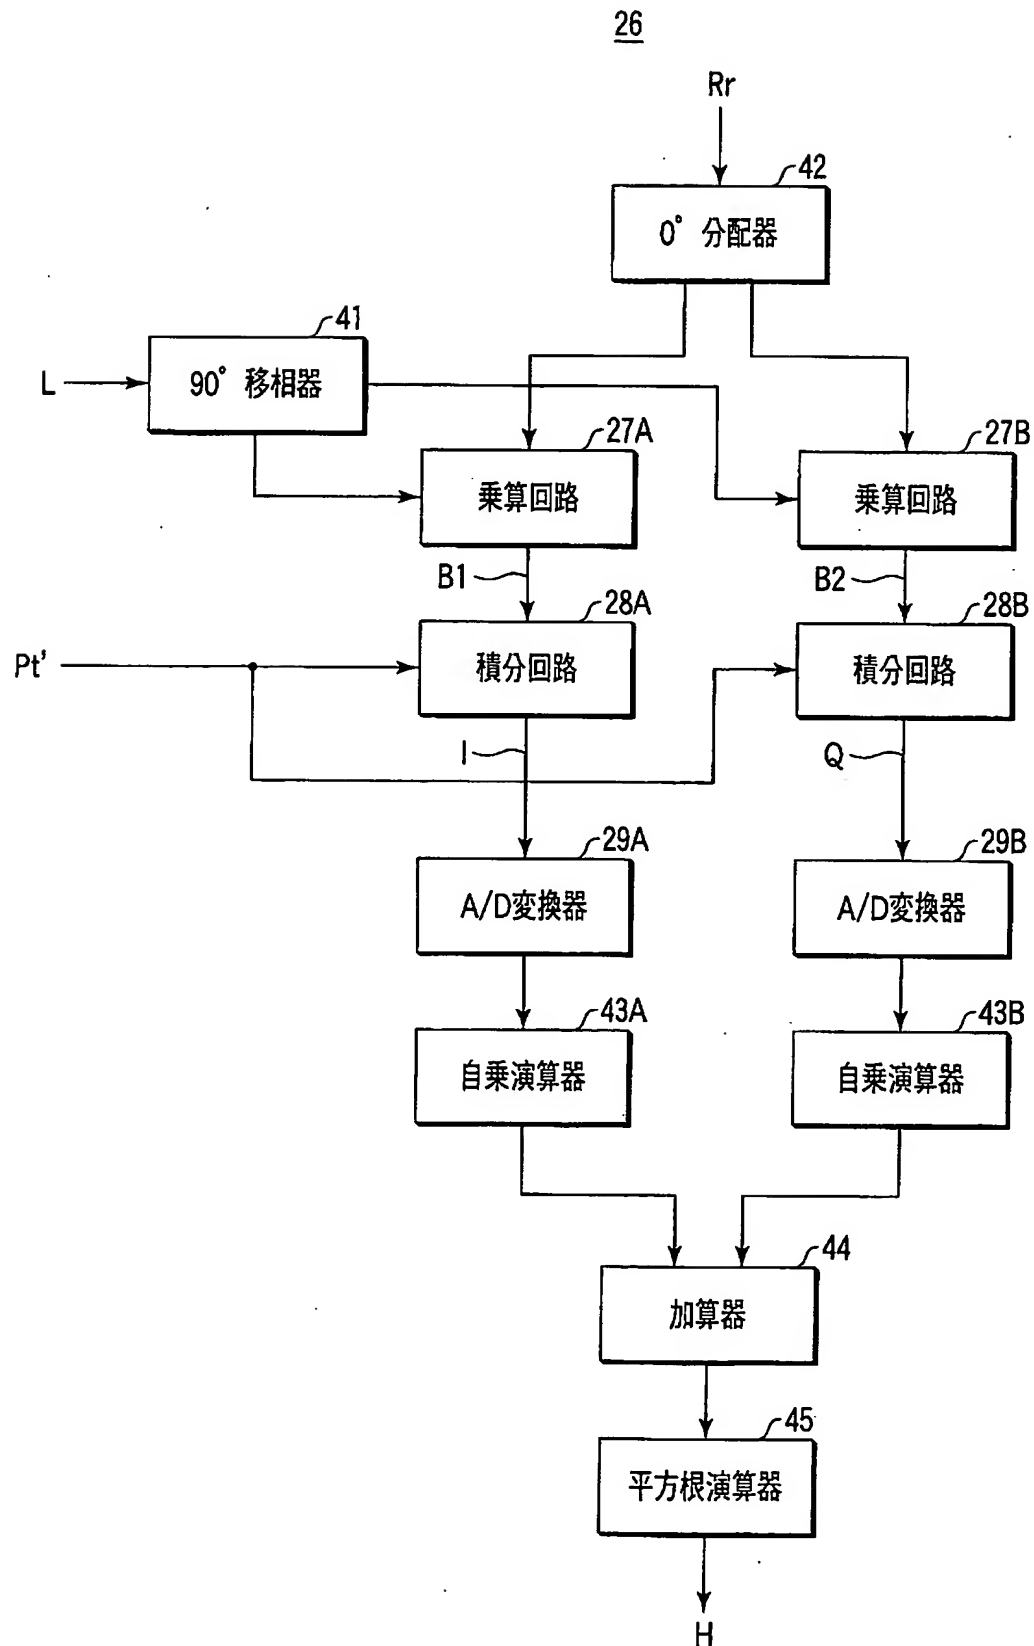 26
Rr
42
0° 分配器
41
L
90° 移相器
27A
27B
乗算回路
乗算回路
B1
B2
28A
28B
Pt'
積分回路
積分回路
I
Q
29A
29B
A/D変換器
A/D変換器
43A
43B
自乗演算器
自乗演算器
44
加算器
45
平方根演算器
H